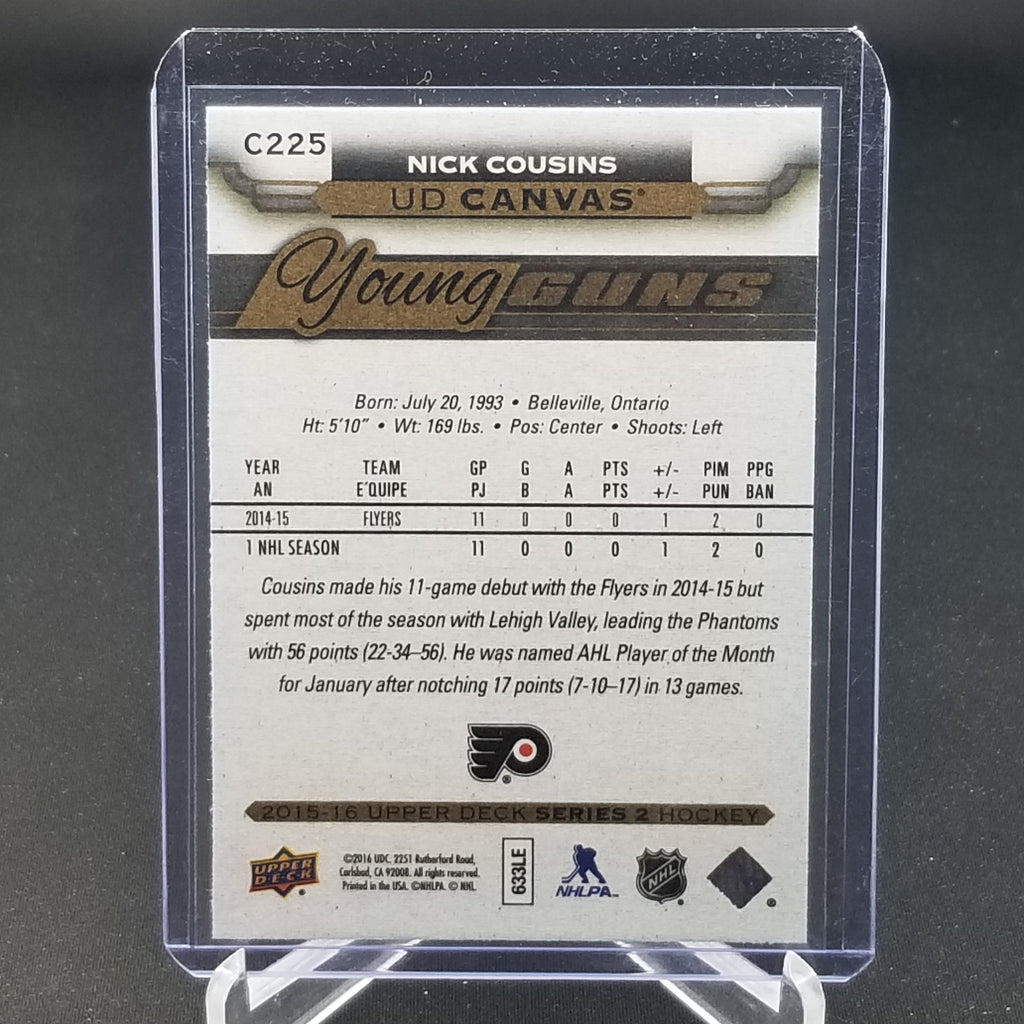 C225
NICK COUSINS
UD CANVAS®
Young GUNS
Born: July 20, 1993 • Belleville, Ontario
Ht: 5'10" • Wt: 169 lbs. • Pos: Center • Shoots: Left
YEAR TEAM GP G A PTS +/- PIM PPG
AN E'QUIPE PJ B A PTS +/- PUN BAN
2014-15 FLYERS 11 0 0 0 1 2 0
1 NHL SEASON 11 0 0 0 1 2 0
Cousins made his 11-game debut with the Flyers in 2014-15 but
spent most of the season with Lehigh Valley, leading the Phantoms
with 56 points (22-34–56). He was named AHL Player of the Month
for January after notching 17 points (7-10–17) in 13 games.
®
2015-16 UPPER DECK SERIES 2 HOCKEY
UPPER DECK®
©2016 UDC. 2251 Rutherford Road,
Carlsbad, CA 92008. All rights reserved.
Printed in the USA. ©NHLPA. © NHL
633LE
NHLPA™
NHL®
®